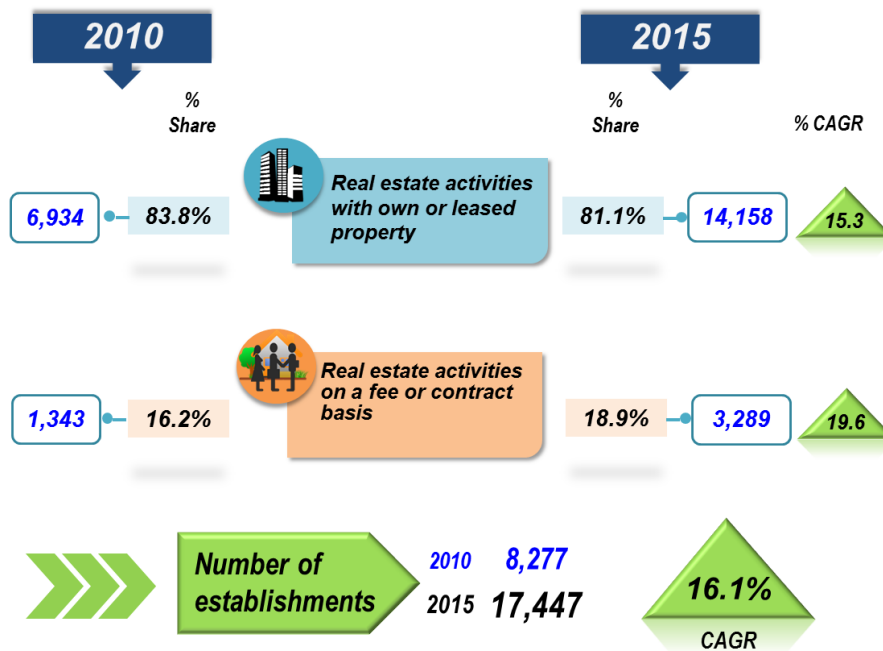 2010
2015
%
Share
%
Share
% CAGR
6,934
83.8%
Real estate activities
with own or leased
property
81.1%
14,158
15.3
1,343
16.2%
Real estate activities
on a fee or contract
basis
18.9%
3,289
19.6
Number of
establishments
2010 8,277
2015 17,447
16.1%
CAGR